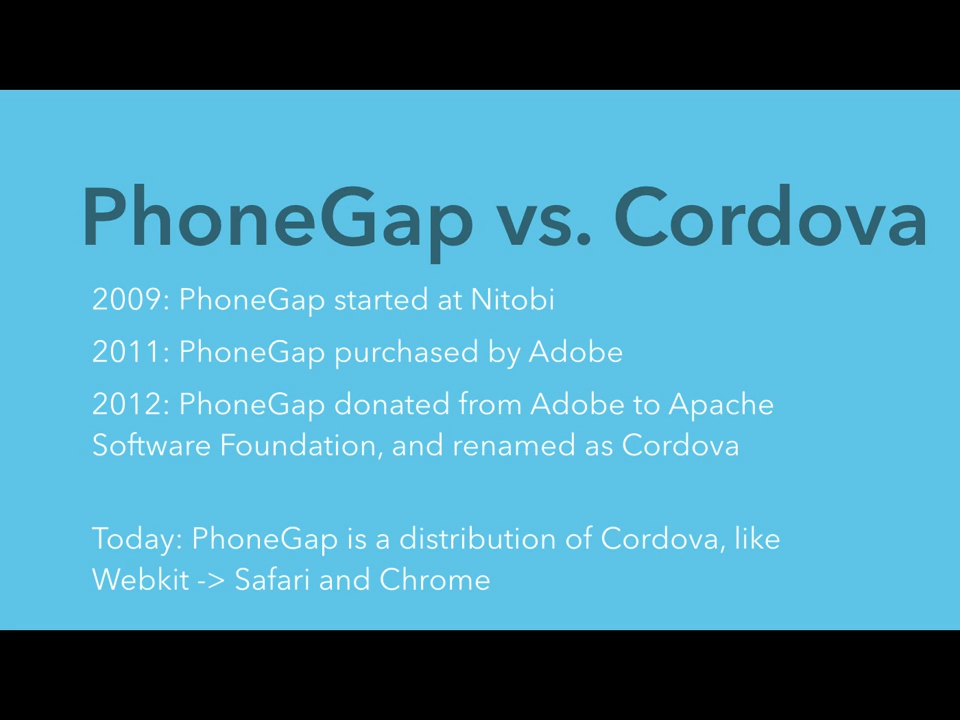 PhoneGap vs. Cordova
2009: PhoneGap started at Nitobi
2011: PhoneGap purchased by Adobe
2012: PhoneGap donated from Adobe to Apache
Software Foundation, and renamed as Cordova
Today: PhoneGap is a distribution of Cordova, like
Webkit -> Safari and Chrome